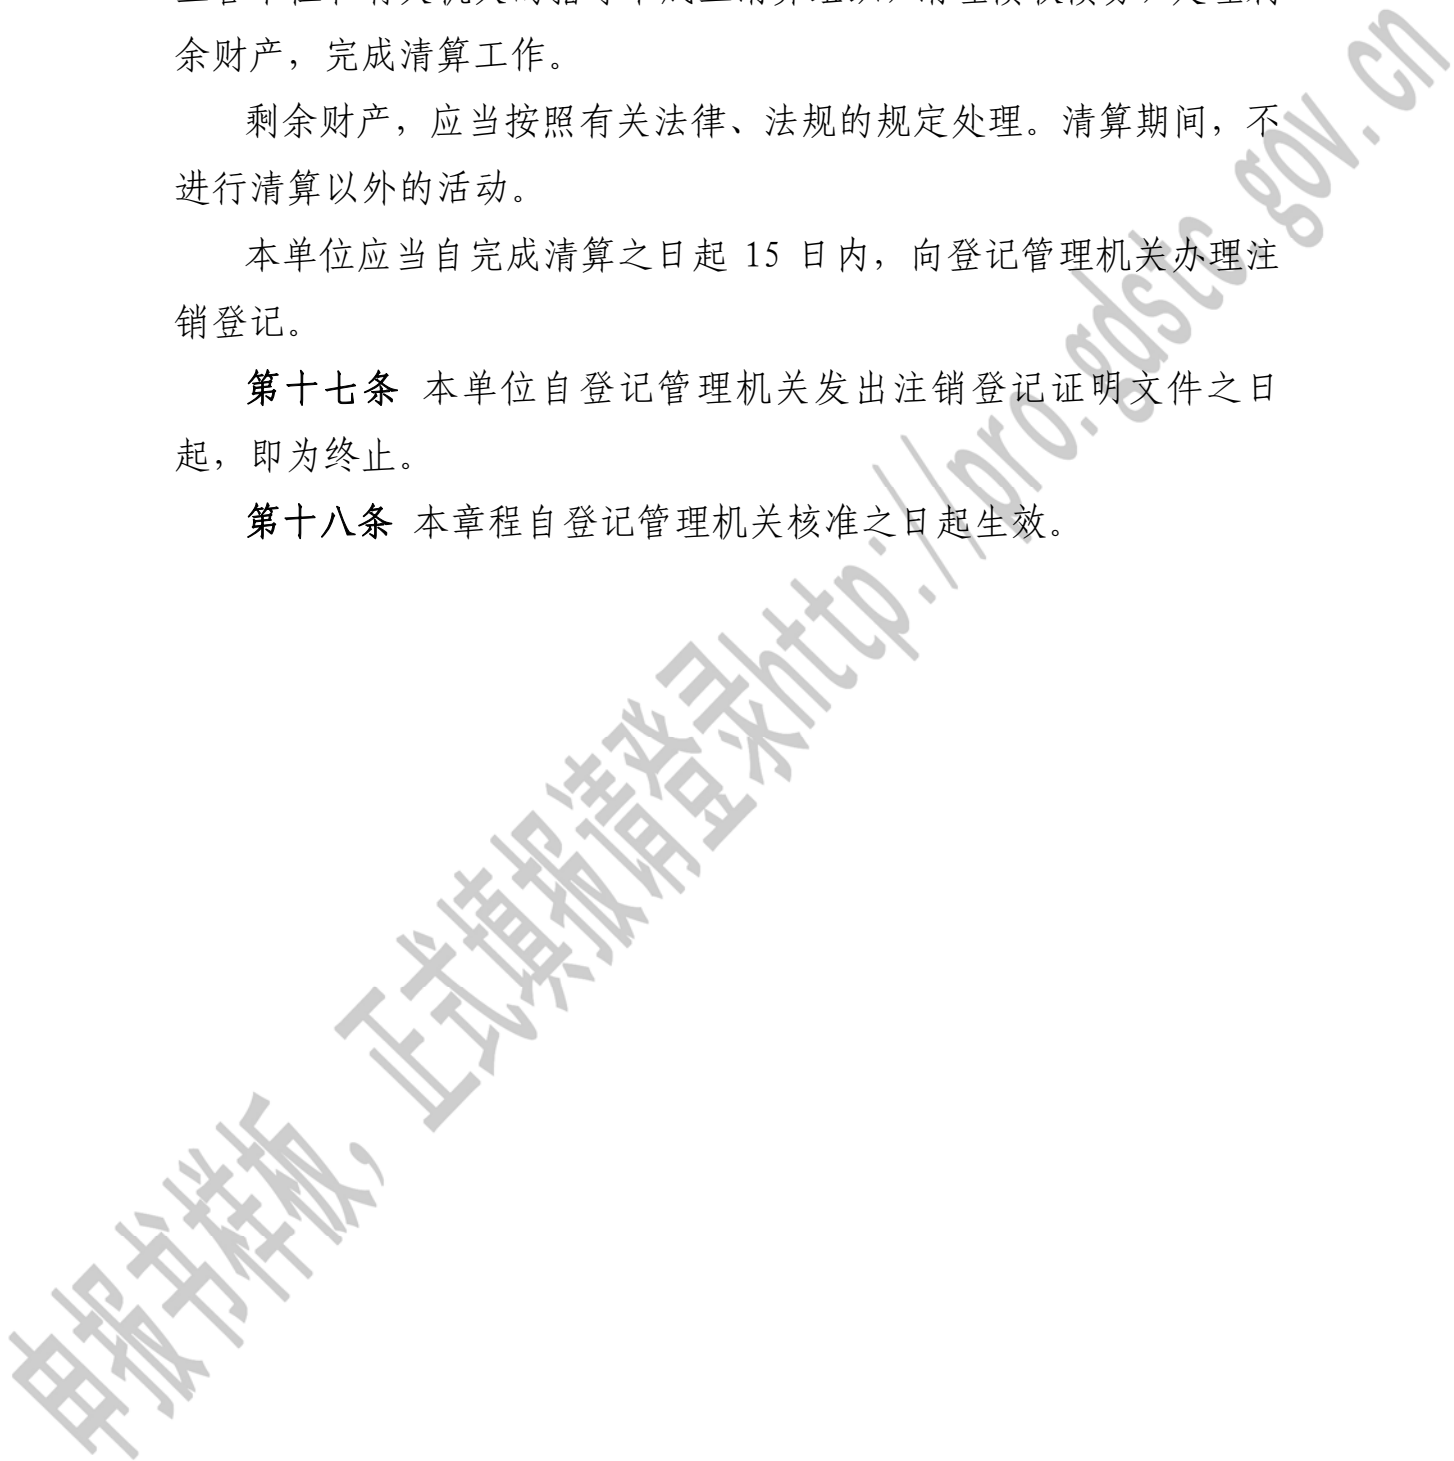 余财产，完成清算工作。
剩余财产，应当按照有关法律、法规的规定处理。清算期间，不
进行清算以外的活动。
本单位应当自完成清算之日起 15 日内，向登记管理机关办理注
销登记。
第十七条 本单位自登记管理机关发出注销登记证明文件之日
起，即为终止。
第十八条 本章程自登记管理机关核准之日起生效。
申报书样板，正式填报请登录http://pro.gdstc.gov.cn